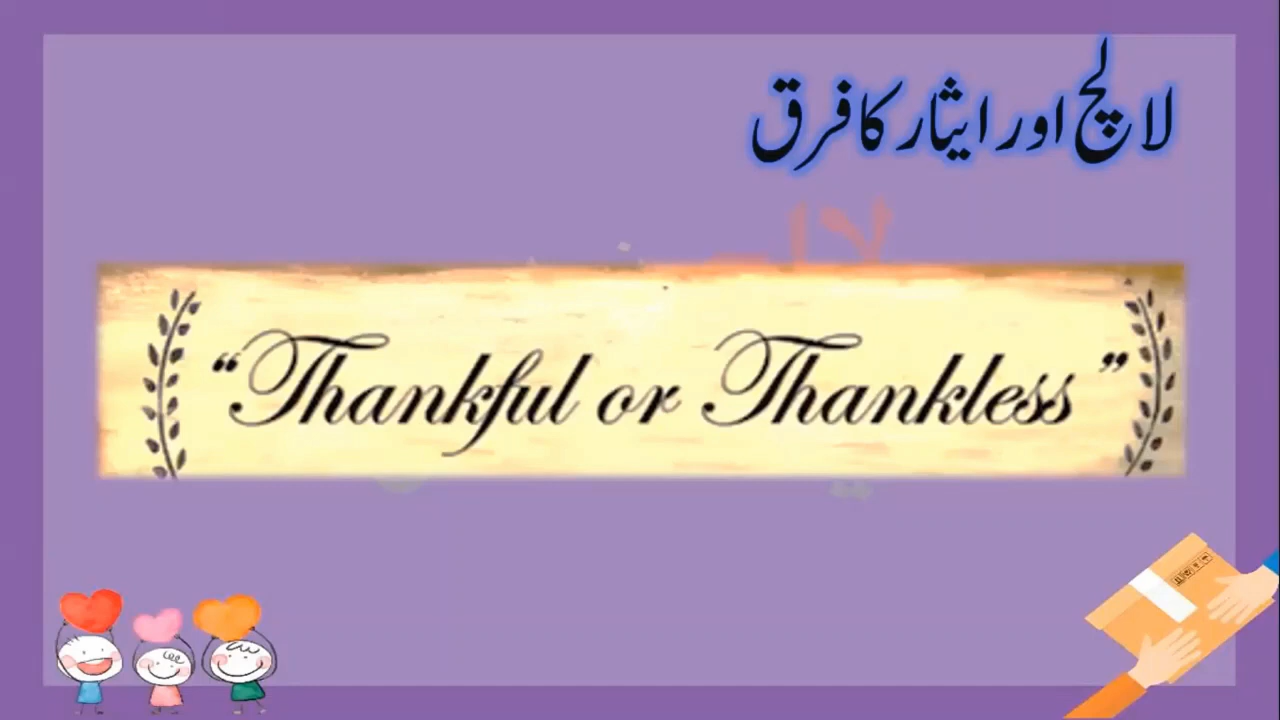 لالچ اور ایثار کا فرق
“Thankful or Thankless”